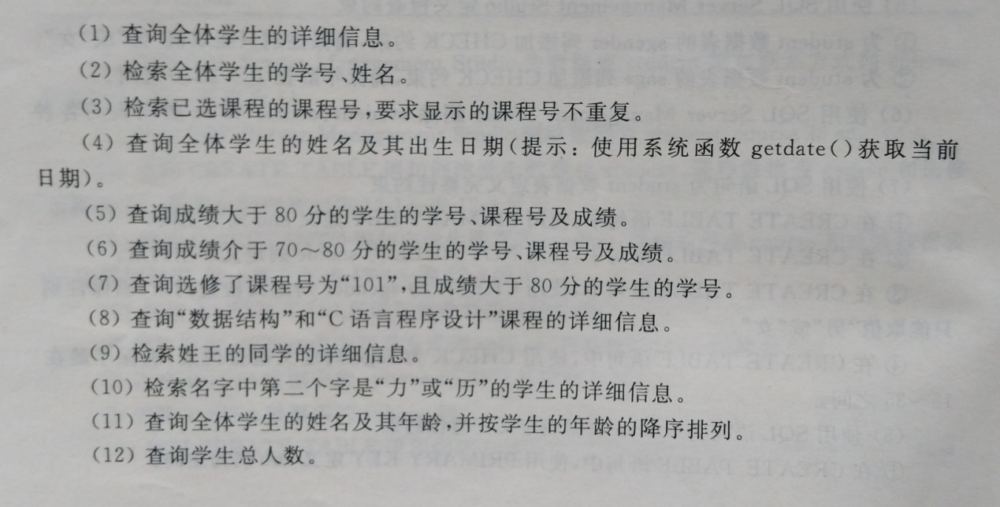 (1) 查询全体学生的详细信息。
(2) 检索全体学生的学号、姓名。
(3) 检索已选课程的课程号,要求显示的课程号不重复。
(4) 查询全体学生的姓名及其出生日期(提示：使用系统函数 getdate()获取当前
日期)。
(5) 查询成绩大于 80 分的学生的学号、课程号及成绩。
(6) 查询成绩介于 70～80 分的学生的学号、课程号及成绩。
(7) 查询选修了课程号为“101”,且成绩大于 80 分的学生的学号。
(8) 查询“数据结构”和“C 语言程序设计”课程的详细信息。
(9) 检索姓王的同学的详细信息。
(10) 检索名字中第二个字是“力”或“历”的学生的详细信息。
(11) 查询全体学生的姓名及其年龄,并按学生的年龄的降序排列。
(12) 查询学生总人数。